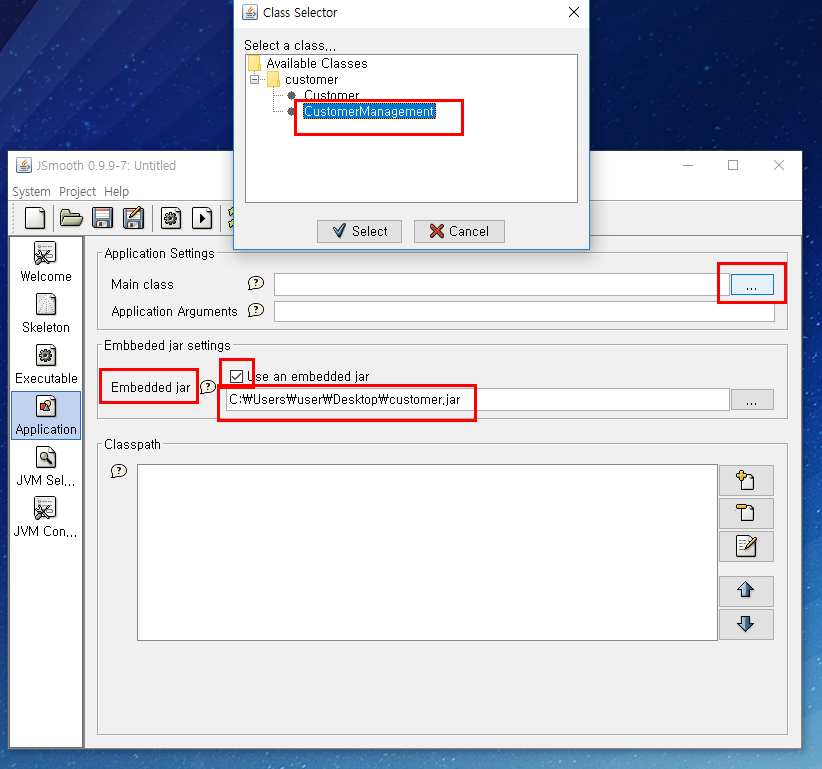 Class Selector
Select a class...
Available Classes
customer
Customer
CustomerManagement
Select
Cancel
JSmooth 0.9.9-7: Untitled
System Project Help
Welcome
Skeleton
Executable
Application
JVM Sel...
JVM Con...
Application Settings
Main class
...
Application Arguments
Embbeded jar settings
Embedded jar
Use an embedded jar
C:₩Users₩user₩Desktop₩customer.jar
...
Classpath